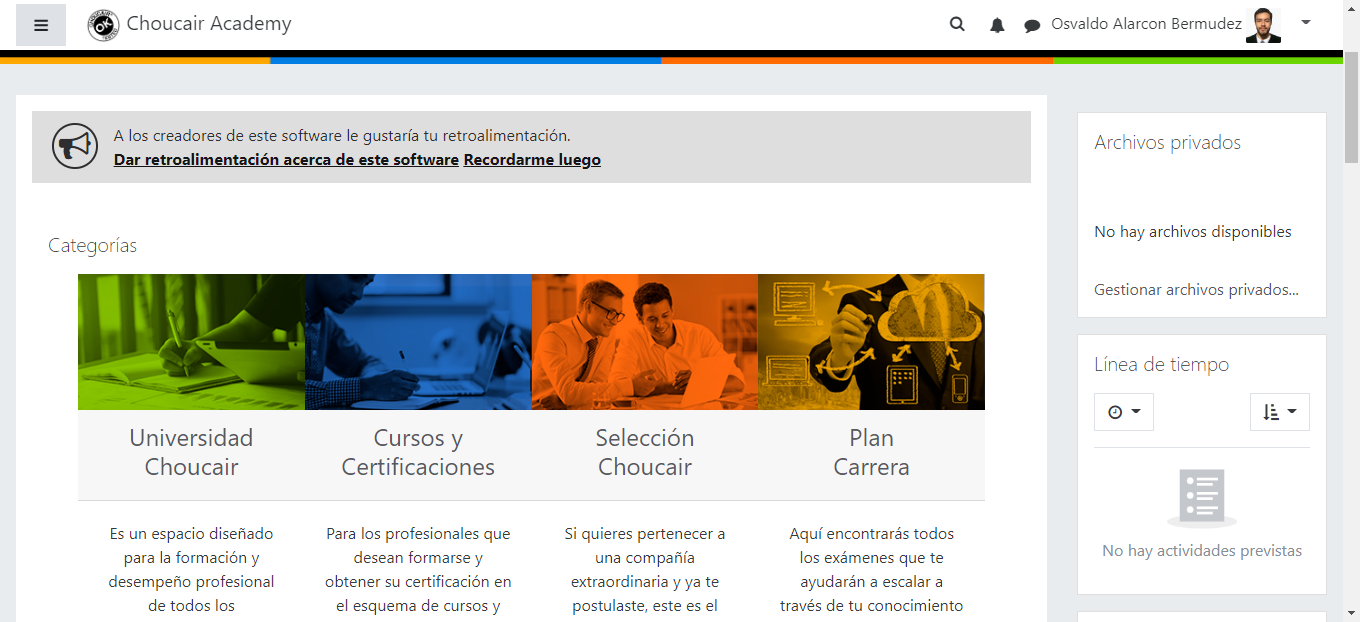 Choucair Academy
Osvaldo Alarcon Bermudez
A los creadores de este software le gustaría tu retroalimentación.
Dar retroalimentación acerca de este software Recordarme luego
Categorías
Universidad
Choucair
Es un espacio diseñado
para la formación y
desempeño profesional
de todos los
Cursos y
Certificaciones
Para los profesionales que
desean formarse y
obtener su certificación en
el esquema de cursos y
Selección
Choucair
Si quieres pertenecer a
una compañía
extraordinaria y ya te
postulaste, este es el
Plan
Carrera
Aquí encontrarás todos
los exámenes que te
ayudarán a escalar a
través de tu conocimiento
Archivos privados
No hay archivos disponibles
Gestionar archivos privados...
Línea de tiempo
No hay actividades previstas